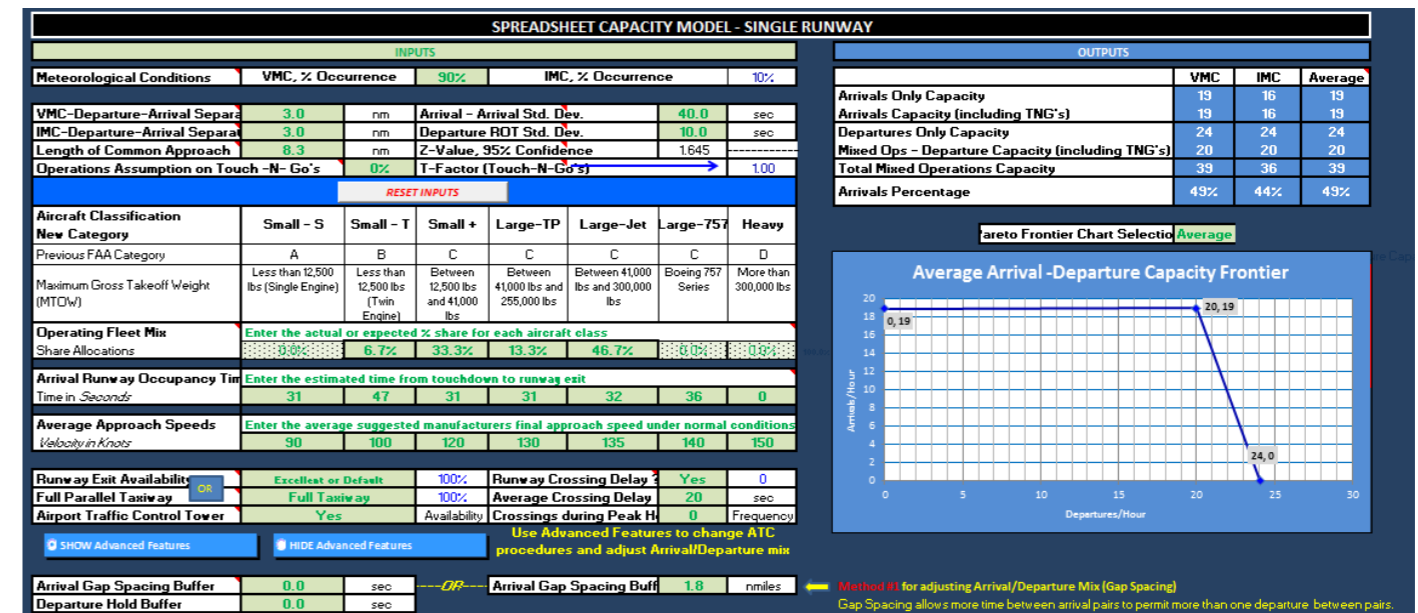 SPREADSHEET CAPACITY MODEL - SINGLE RUNWAY
INPUTS
Meteorological Conditions VMC, % Occurrence 90% IMC, % Occurrence 10%
VMC-Departure-Arrival Separa 3.0 nm Arrival - Arrival Std. Dev. 40.0 sec
IMC-Departure-Arrival Separat 3.0 nm Departure ROT Std. Dev. 10.0 sec
Length of Common Approach 8.3 nm Z-Value, 95% Confidence 1.645 -----------
Operations Assumption on Touch -N- Go's 0% T-Factor (Touch-N-Go's) 1.00
RESET INPUTS
Aircraft Classification
New Category Small - S Small - T Small + Large-TP Large-Jet Large-757 Heavy
Previous FAA Category A B C C C C D
Maximum Gross Takeoff Weight (MTOW) Less than 12,500 lbs (Single Engine) Less than 12,500 lbs (Twin Engine) Between 12,500 lbs and 41,000 lbs Between 41,000 lbs and 255,000 lbs Between 41,000 lbs and 300,000 lbs Boeing 757 Series More than 300,000 lbs
Operating Fleet Mix Enter the actual or expected % share for each aircraft class
Share Allocations 0.0% 6.7% 33.3% 13.3% 46.7% 0.0% 0.0%
Arrival Runway Occupancy Tim Enter the estimated time from touchdown to runway exit
Time in Seconds 31 47 31 31 32 36 0
Average Approach Speeds Enter the average suggested manufacturers final approach speed under normal conditions
Velocity in Knots 90 100 120 130 135 140 150
Runway Exit Availability Excellent or Default 100% Runway Crossing Delay ? Yes 0
OR
Full Parallel Taxiway Full Taxiway 100% Average Crossing Delay 20 sec
Airport Traffic Control Tower Yes Availability Crossings during Peak H 0 Frequency
SHOW Advanced Features HIDE Advanced Features
Use Advanced Features to change ATC
procedures and adjust Arrival/Departure mix
Arrival Gap Spacing Buffer 0.0 sec ----OR---- Arrival Gap Spacing Buff 1.8 nmiles
Departure Hold Buffer 0.0 sec
Method #1 for adjusting Arrival/Departure Mix (Gap Spacing)
Gap Spacing allows more time between arrival pairs to permit more than one departure between pairs.
OUTPUTS
VMC IMC Average
Arrivals Only Capacity 19 16 19
Arrivals Capacity (including TNG's) 19 16 19
Departures Only Capacity 24 24 24
Mixed Ops - Departure Capacity (including TNG's) 20 20 20
Total Mixed Operations Capacity 39 36 39
Arrivals Percentage 49% 44% 49%
Pareto Frontier Chart Selectio Average
Average Arrival -Departure Capacity Frontier
Arrivals/Hour
20
18
16
14
12
10
8
6
4
2
0
0, 19
20, 19
24, 0
0 5 10 15 20 25 30
Departures/Hour